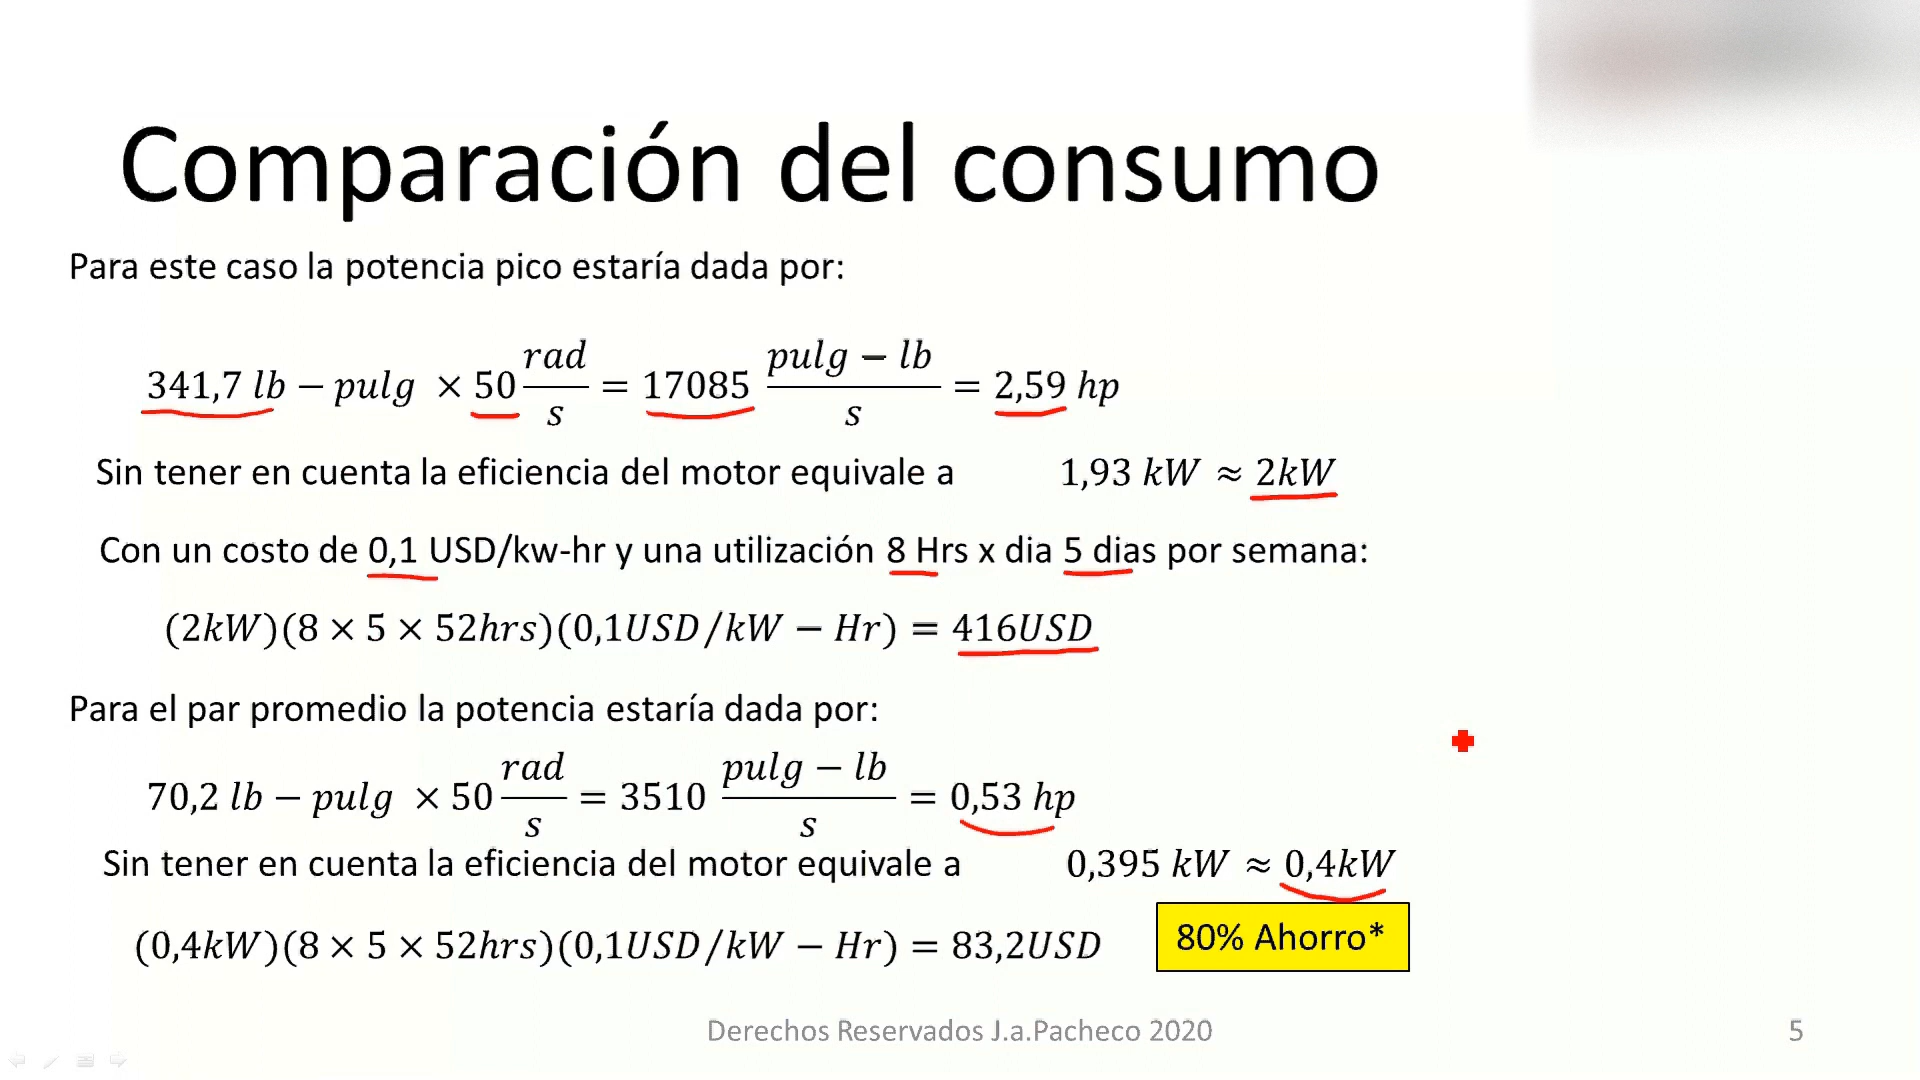 Comparación del consumo
Para este caso la potencia pico estaría dada por:
341,7 lb − pulg × 50 rad/s = 17085 pulg − lb/s = 2,59 hp
Sin tener en cuenta la eficiencia del motor equivale a 1,93 kW ≈ 2kW
Con un costo de 0,1 USD/kw-hr y una utilización 8 Hrs x dia 5 dias por semana:
(2kW)(8 × 5 × 52hrs)(0,1USD/kW − Hr) = 416USD
Para el par promedio la potencia estaría dada por:
70,2 lb − pulg × 50 rad/s = 3510 pulg − lb/s = 0,53 hp
Sin tener en cuenta la eficiencia del motor equivale a 0,395 kW ≈ 0,4kW
(0,4kW)(8 × 5 × 52hrs)(0,1USD/kW − Hr) = 83,2USD
80% Ahorro*
Derechos Reservados J.a.Pacheco 2020
5